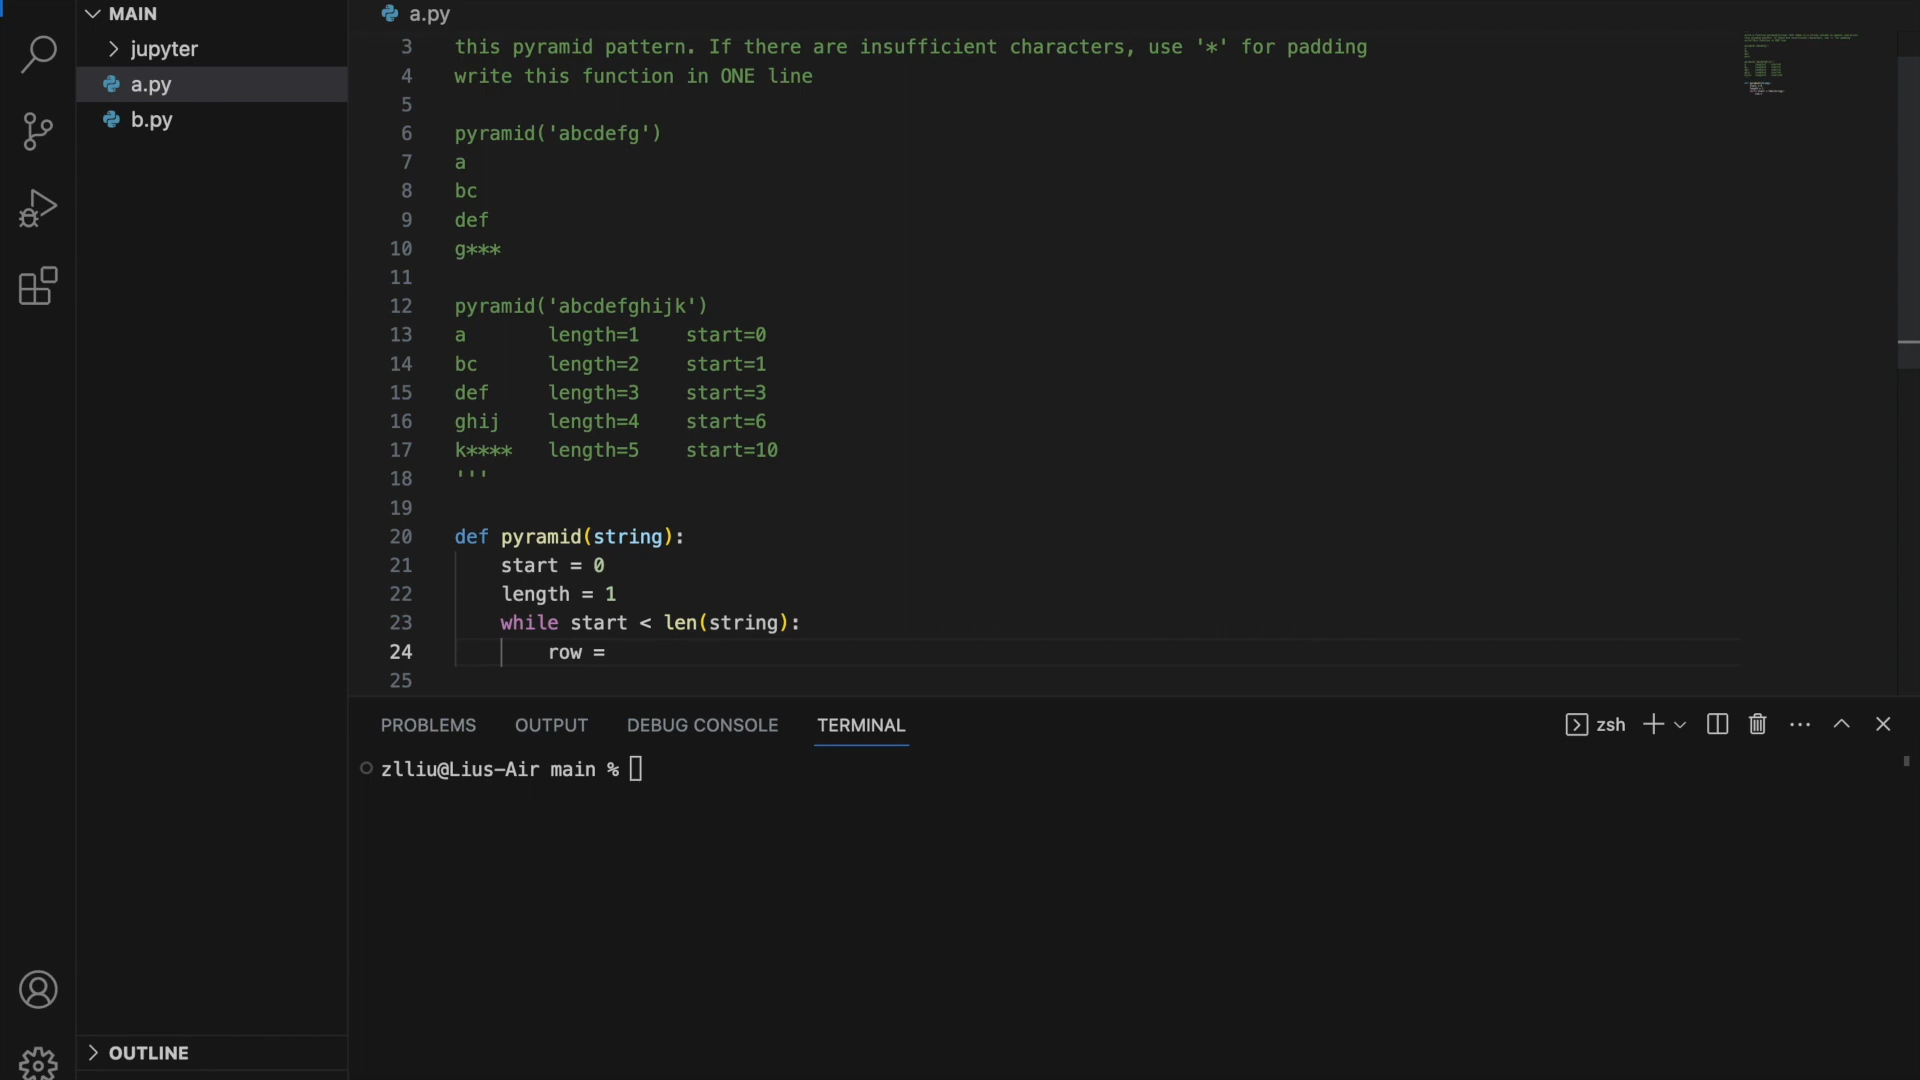 MAIN
jupyter
a.py
b.py
OUTLINE
a.py
3 this pyramid pattern. If there are insufficient characters, use '*' for padding
4 write this function in ONE line
5
6 pyramid('abcdefg')
7 a
8 bc
9 def
10 g***
11
12 pyramid('abcdefghijk')
13 a length=1 start=0
14 bc length=2 start=1
15 def length=3 start=3
16 ghij length=4 start=6
17 k**** length=5 start=10
18 '''
19
20 def pyramid(string):
21 start = 0
22 length = 1
23 while start < len(string):
24 row =
25
PROBLEMS OUTPUT DEBUG CONSOLE TERMINAL zsh
zlliu@Lius-Air main %